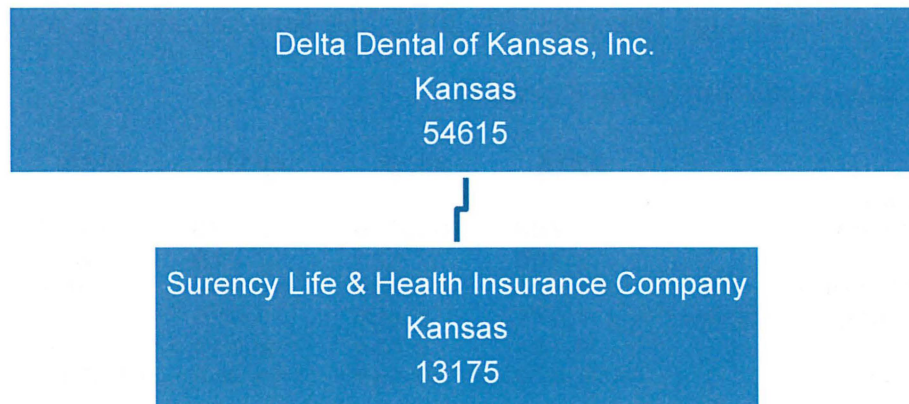 Delta Dental of Kansas, Inc.
Kansas
54615
Surency Life & Health Insurance Company
Kansas
13175